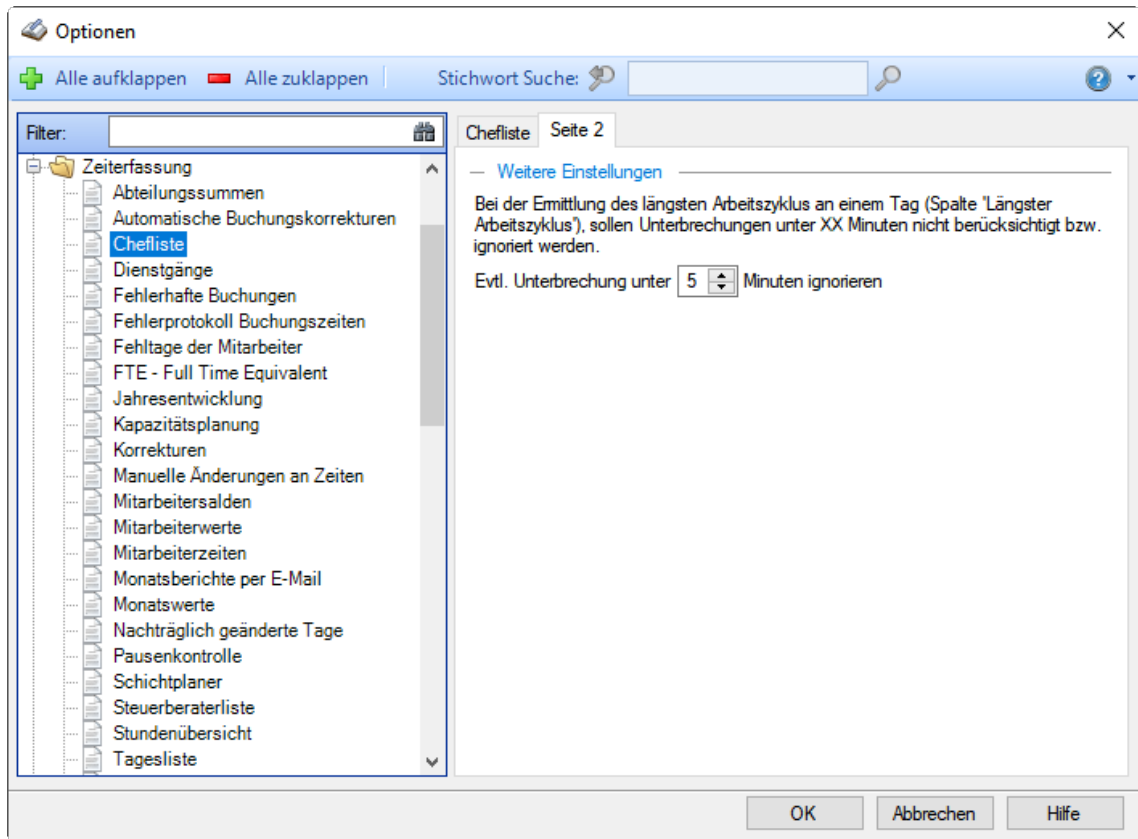 Optionen
Alle aufklappen Alle zuklappen Stichwort Suche:
Filter:
Zeiterfassung
Abteilungssummen
Automatische Buchungskorrekturen
Chefliste
Dienstgänge
Fehlerhafte Buchungen
Fehlerprotokoll Buchungszeiten
Fehltage der Mitarbeiter
FTE - Full Time Equivalent
Jahresentwicklung
Kapazitätsplanung
Korrekturen
Manuelle Änderungen an Zeiten
Mitarbeitersalden
Mitarbeiterwerte
Mitarbeiterzeiten
Monatsberichte per E-Mail
Monatswerte
Nachträglich geänderte Tage
Pausenkontrolle
Schichtplaner
Steuerberaterliste
Stundenübersicht
Tagesliste
Chefliste Seite 2
Weitere Einstellungen
Bei der Ermittlung des längsten Arbeitszyklus an einem Tag (Spalte 'Längster
Arbeitszyklus'), sollen Unterbrechungen unter XX Minuten nicht berücksichtigt bzw.
ignoriert werden.
Evtl. Unterbrechung unter 5 Minuten ignorieren
OK Abbrechen Hilfe